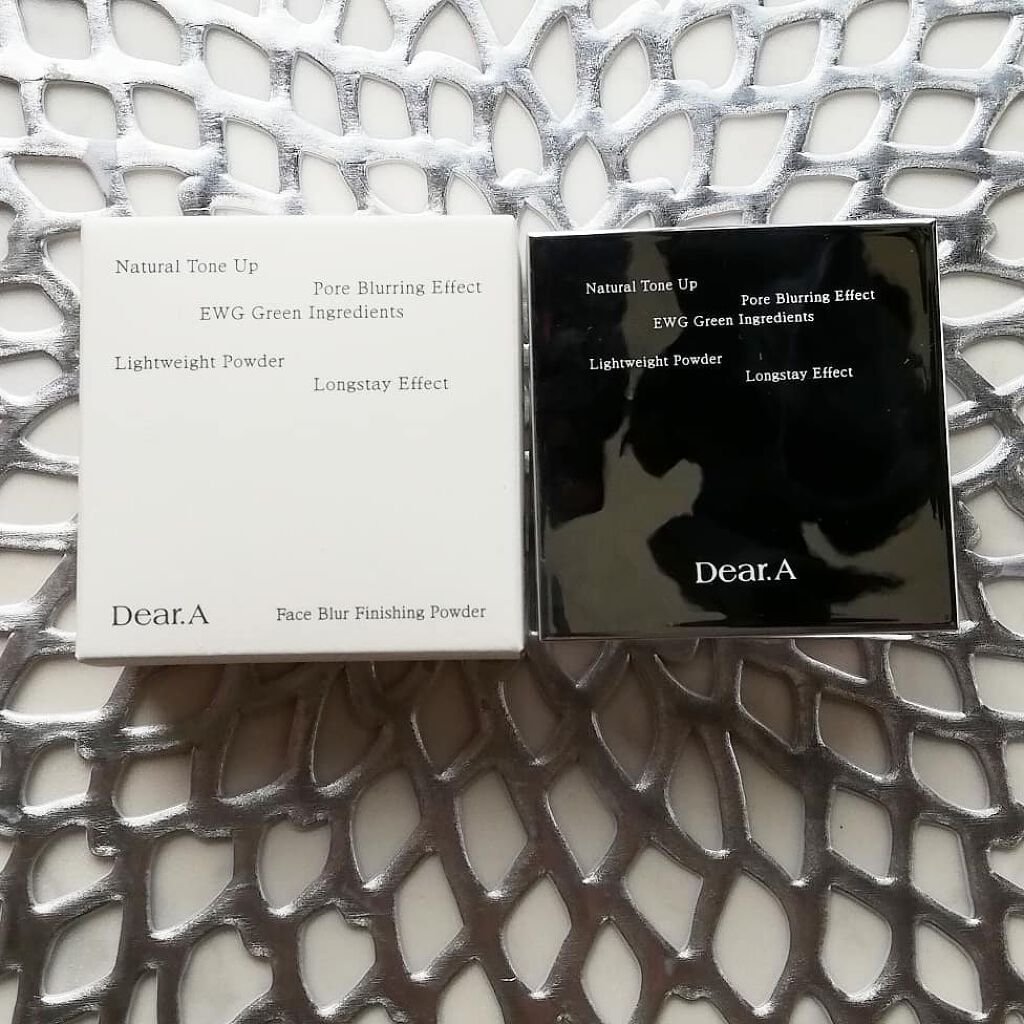 Natural Tone Up
Pore Blurring Effect
EWG Green Ingredients
Lightweight Powder
Longstay Effect
Dear.A
Face Blur Finishing Powder
Natural Tone Up
Pore Blurring Effect
EWG Green Ingredients
Lightweight Powder
Longstay Effect
Dear.A